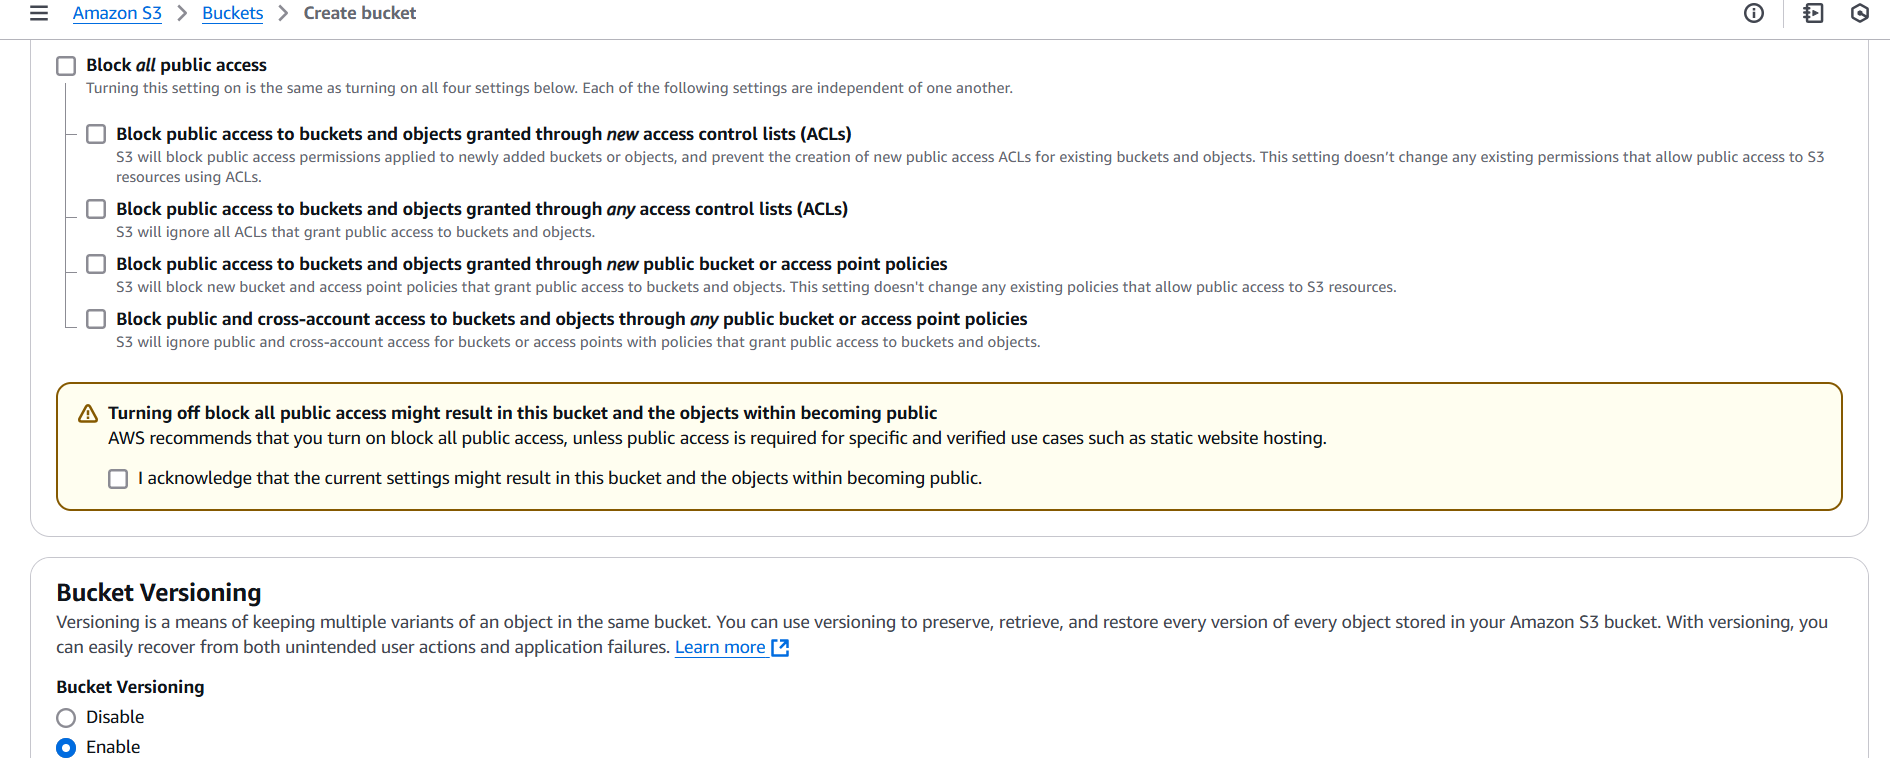 Amazon S3 > Buckets > Create bucket
Block all public access
Turning this setting on is the same as turning on all four settings below. Each of the following settings are independent of one another.
Block public access to buckets and objects granted through new access control lists (ACLs)
S3 will block public access permissions applied to newly added buckets or objects, and prevent the creation of new public access ACLs for existing buckets and objects. This setting doesn't change any existing permissions that allow public access to S3
resources using ACLs.
Block public access to buckets and objects granted through any access control lists (ACLs)
S3 will ignore all ACLs that grant public access to buckets and objects.
Block public access to buckets and objects granted through new public bucket or access point policies
S3 will block new bucket and access point policies that grant public access to buckets and objects. This setting doesn't change any existing policies that allow public access to S3 resources.
Block public and cross-account access to buckets and objects through any public bucket or access point policies
S3 will ignore public and cross-account access for buckets or access points with policies that grant public access to buckets and objects.
Turning off block all public access might result in this bucket and the objects within becoming public
AWS recommends that you turn on block all public access, unless public access is required for specific and verified use cases such as static website hosting.
I acknowledge that the current settings might result in this bucket and the objects within becoming public.
Bucket Versioning
Versioning is a means of keeping multiple variants of an object in the same bucket. You can use versioning to preserve, retrieve, and restore every version of every object stored in your Amazon S3 bucket. With versioning, you
can easily recover from both unintended user actions and application failures. Learn more
Bucket Versioning
Disable
Enable